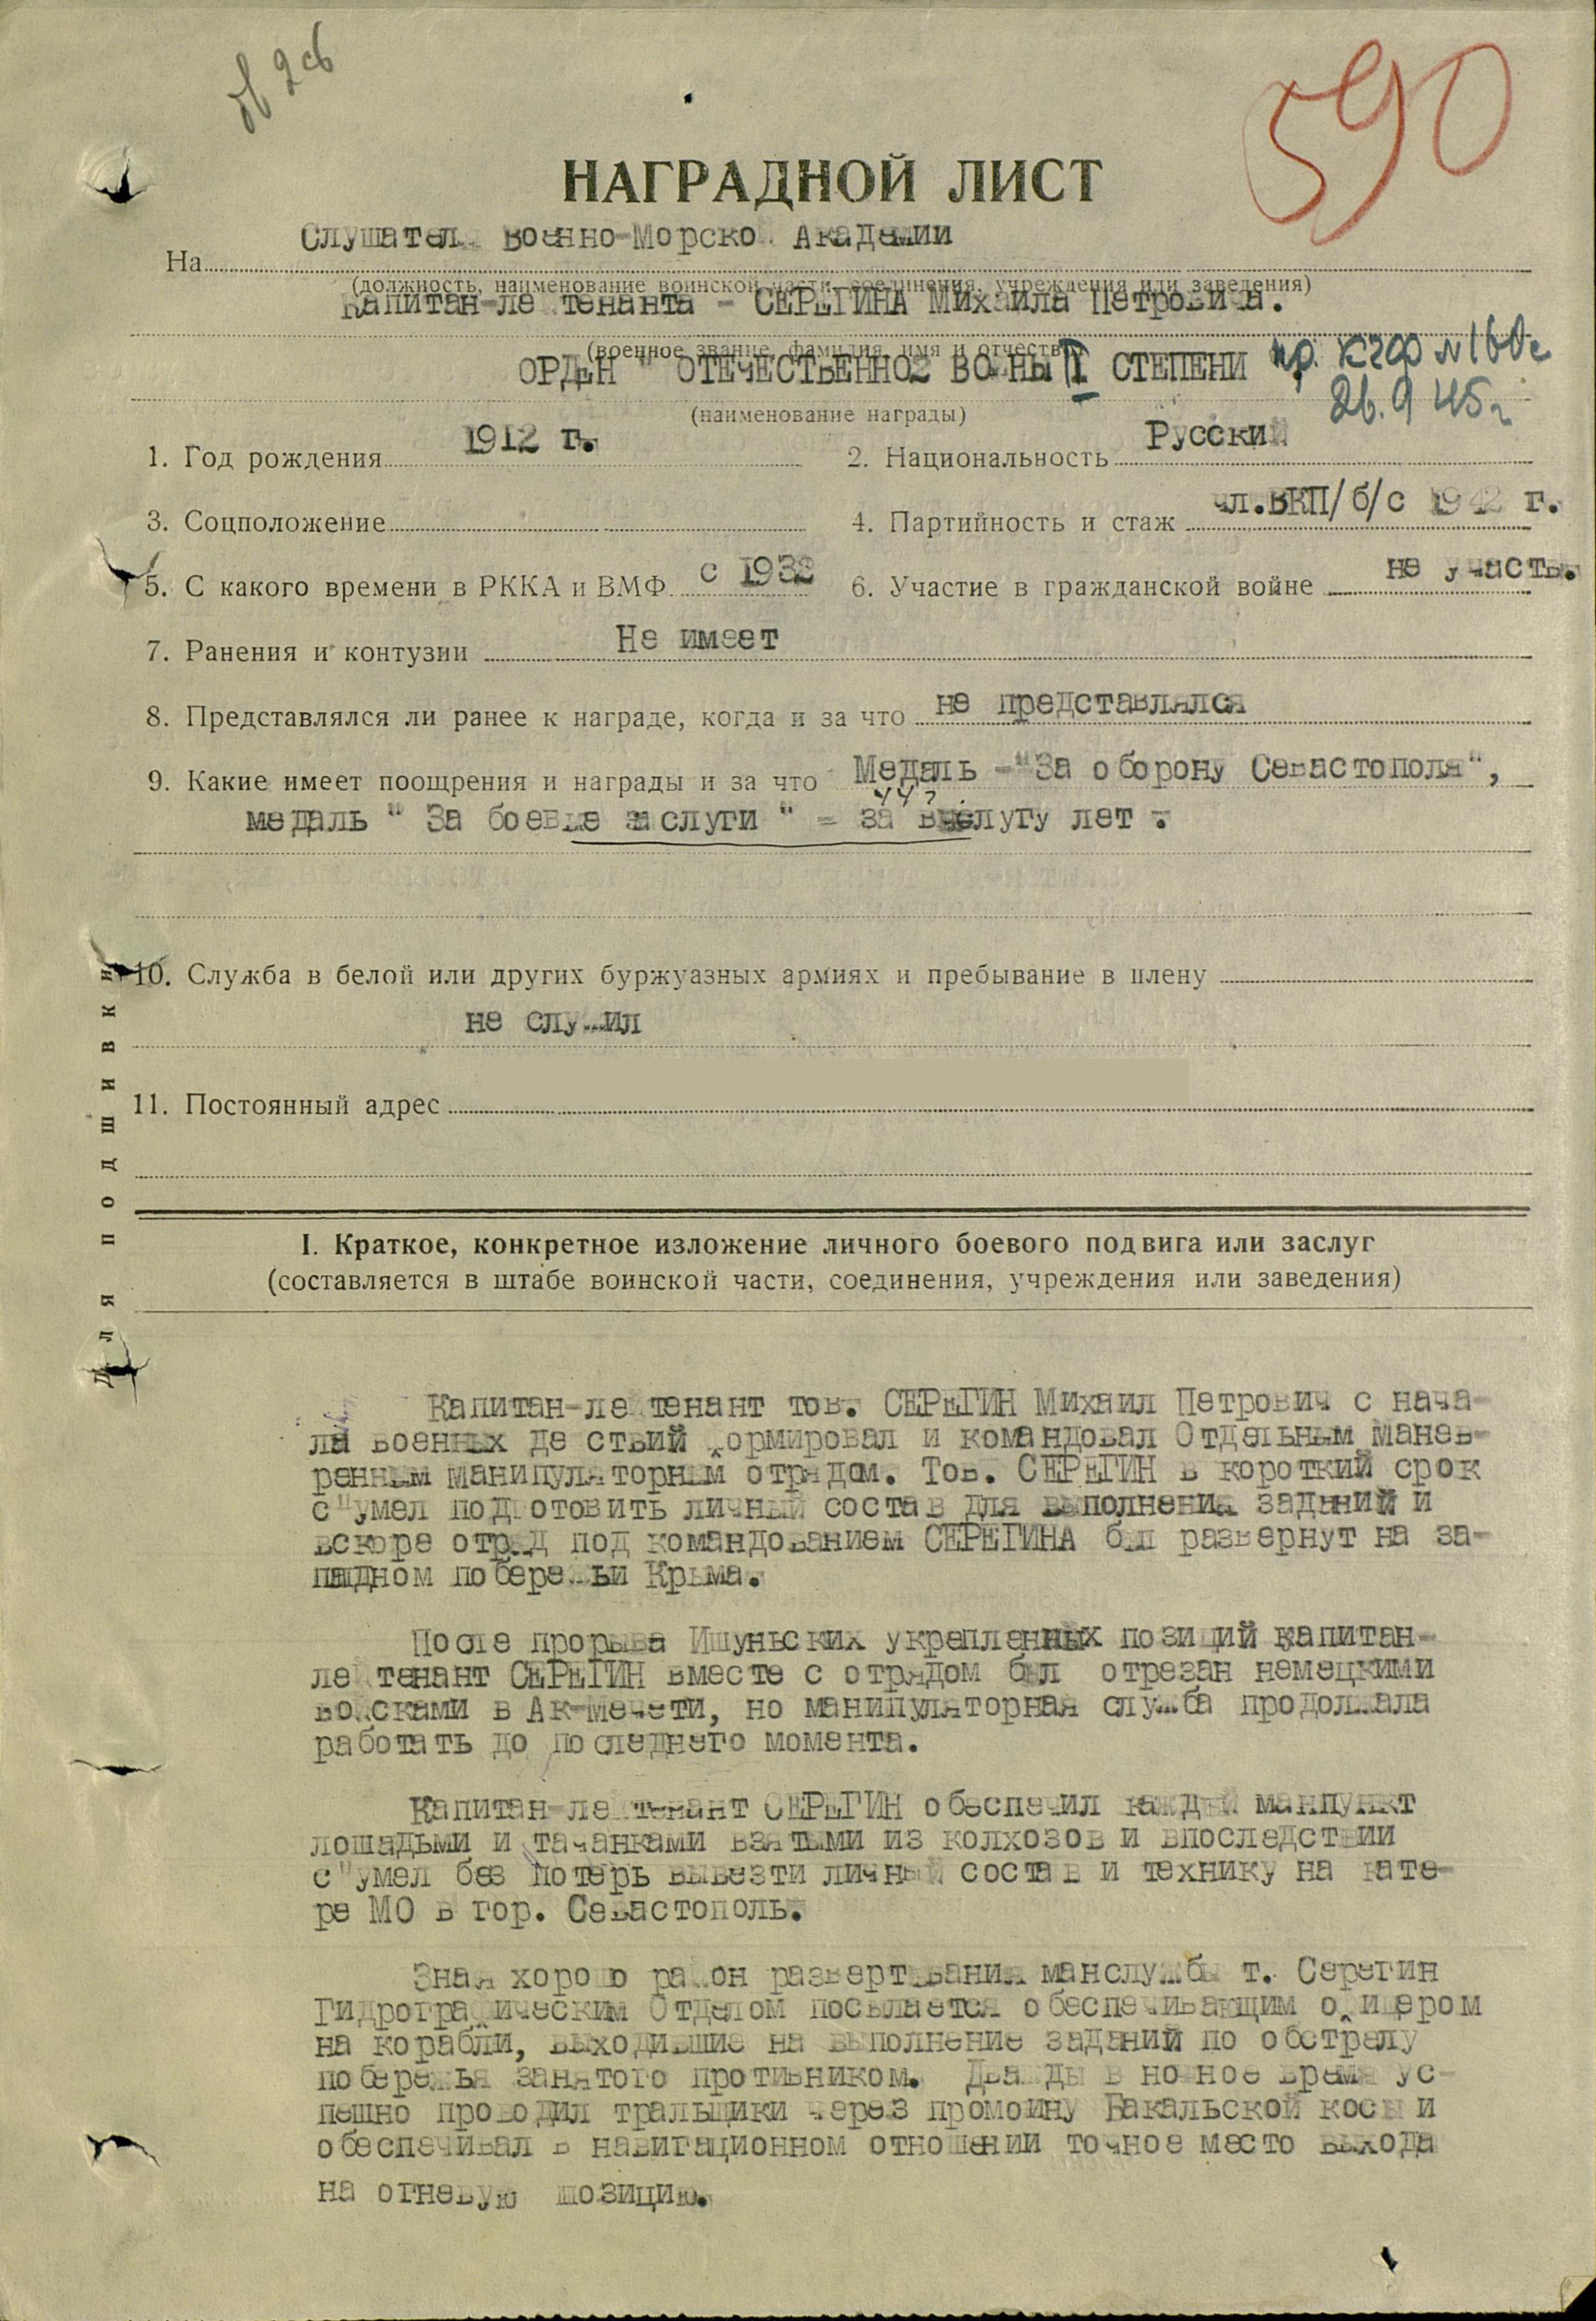 590
НАГРАДНОЙ ЛИСТ
Слушателя Военно-Морской Академии
На
(должность, наименование воинской части, соединения, учреждения или заведения)
Капитан-лейтенанта - СЕРЕГИНА Михаила Петровича.
(военное звание, фамилия, имя и отчество)
ОРДЕН " ОТЕЧЕСТВЕННОЙ ВОЙНЫ II СТЕПЕНИ пр. КЧФ №160с
26.9 45г
(наименование награды)
1. Год рождения 1912 г. 2. Национальность Русский
3. Соцположение 4. Партийность и стаж чл.ВКП/б/с 1942 г.
5. С какого времени в РККА и ВМФ с 1932 6. Участие в гражданской войне не участв.
7. Ранения и контузии Не имеет
8. Представлялся ли ранее к награде, когда и за что не представлялся
9. Какие имеет поощрения и награды и за что Медаль -"За оборону Севастополя",
медаль " За боевые заслуги " - за выслугу лет .
10. Служба в белой или других буржуазных армиях и пребывание в плену
не служил
11. Постоянный адрес
Для подшивки
I. Краткое, конкретное изложение личного боевого подвига или заслуг
(составляется в штабе воинской части, соединения, учреждения или заведения)
Капитан-лейтенант тов. СЕРЕГИН Михаил Петрович с нача-
ла военных действий формировал и командовал Отдельным манев-
ренным манипуляторным отрядом. Тов. СЕРЕГИН в короткий срок
с"умел подготовить личный состав для выполнения заданий и
вскоре отряд под командованием СЕРЕГИНА был развернут на за-
падном побережьи Крыма.
После прорыва Ишуньских укрепленных позиций капитан-
лейтенант СЕРЕГИН вместе с отрядом был отрезан немецкими
войсками в Ак-Мечети, но манипуляторная служба продолжала
работать до последнего момента.
Капитан-лейтенант СЕРЕГИН обеспечил каждый манпункт
лошадьми и тачанками взятыми из колхозов и впоследствии
с"умел без потерь вывезти личный состав и технику на кате-
ре МО в гор. Севастополь.
Зная хорошо район развертывания манслужбы т. Серегин
Гидрографическим Отделом посылается обеспечивающим офицером
на корабли, выходившие на выполнение заданий по обстрелу
побережья занятого противником. Дважды в ночное время ус-
пешно проводил тральщики через промоину Бакальской косы и
обеспечивал в навигационном отношении точное место выхода
на огневую позицию.